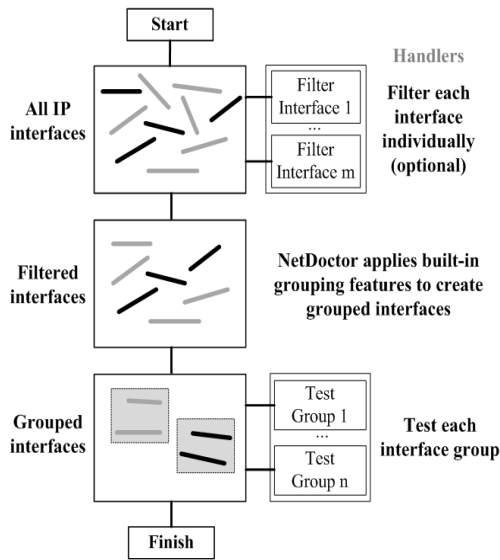 Start
Handlers
All IP
interfaces
Filter
Interface 1
...
Filter
Interface m
Filter each
interface
individually
(optional)
Filtered
interfaces
NetDoctor applies built-in
grouping features to create
grouped interfaces
Grouped
interfaces
Test
Group 1
...
Test
Group n
Test each
interface group
Finish